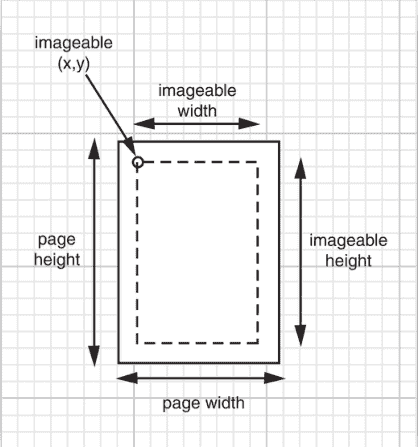 imageable
(x,y)
imageable
width
page
height
imageable
height
page width